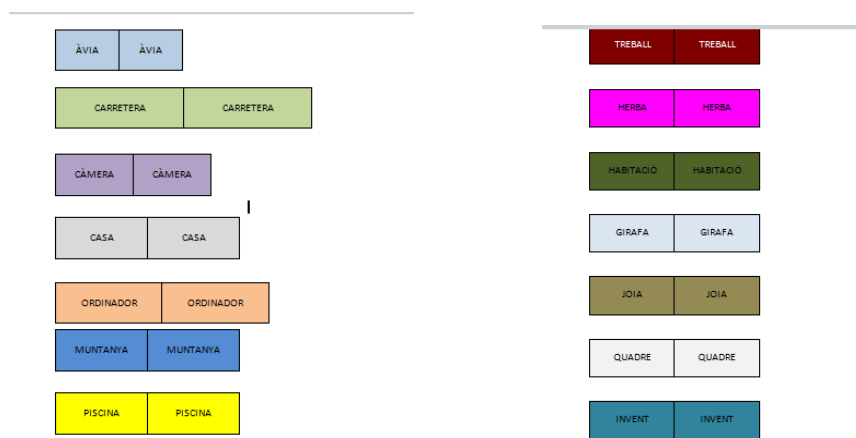 ÀVIA ÀVIA
CARRETERA CARRETERA
CÀMERA CÀMERA
CASA CASA
ORDINADOR ORDINADOR
MUNTANYA MUNTANYA
PISCINA PISCINA
TREBALL TREBALL
HERBA HERBA
HABITACIÓ HABITACIÓ
GIRAFA GIRAFA
JOIA JOIA
QUADRE QUADRE
INVENT INVENT